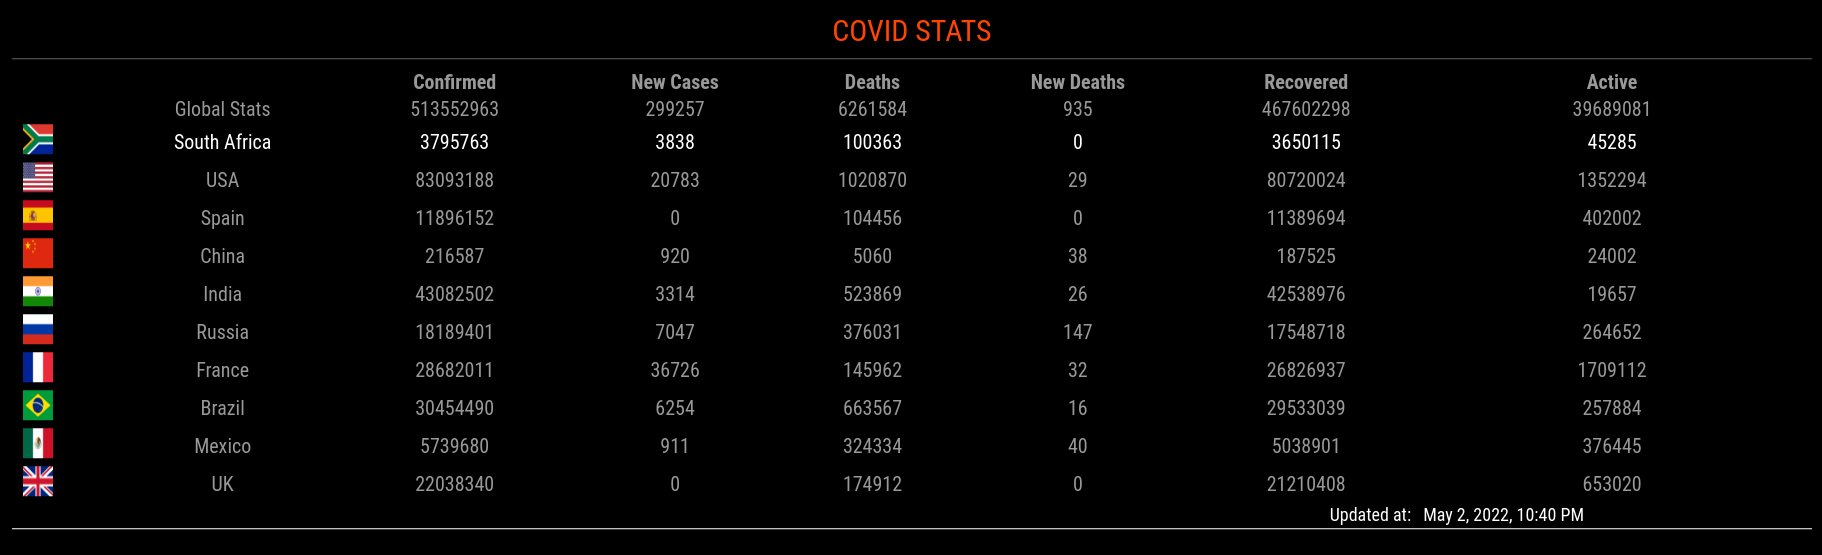 COVID STATS
Confirmed New Cases Deaths New Deaths Recovered Active
Global Stats 513552963 299257 6261584 935 467602298 39689081
South Africa 3795763 3838 100363 0 3650115 45285
USA 83093188 20783 1020870 29 80720024 1352294
Spain 11896152 0 104456 0 11389694 402002
China 216587 920 5060 38 187525 24002
India 43082502 3314 523869 26 42538976 19657
Russia 18189401 7047 376031 147 17548718 264652
France 28682011 36726 145962 32 26826937 1709112
Brazil 30454490 6254 663567 16 29533039 257884
Mexico 5739680 911 324334 40 5038901 376445
UK 22038340 0 174912 0 21210408 653020
Updated at: May 2, 2022, 10:40 PM